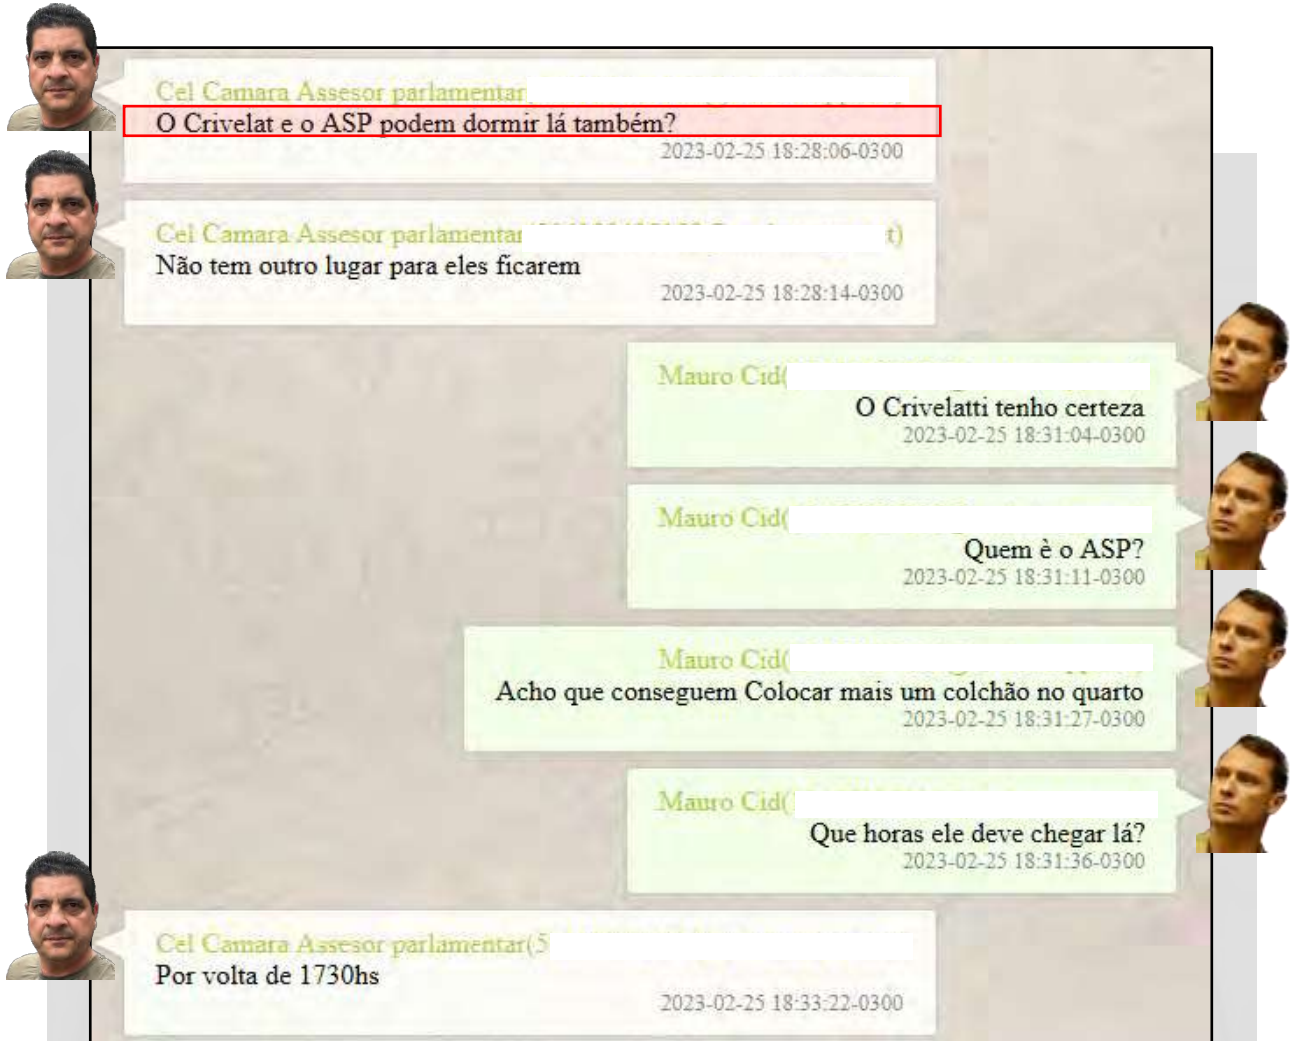 Cel Camara Assesor parlamentar
O Crivelat e o ASP podem dormir lá também?
2023-02-25 18:28:06-0300
Cel Camara Assesor parlamentar t)
Não tem outro lugar para eles ficarem
2023-02-25 18:28:14-0300
Mauro Cid(
O Crivelatti tenho certeza
2023-02-25 18:31:04-0300
Mauro Cid(
Quem è o ASP?
2023-02-25 18:31:11-0300
Mauro Cid(
Acho que conseguem Colocar mais um colchão no quarto
2023-02-25 18:31:27-0300
Mauro Cid(
Que horas ele deve chegar lá?
2023-02-25 18:31:36-0300
Cel Camara Assesor parlamentar(5
Por volta de 1730hs
2023-02-25 18:33:22-0300